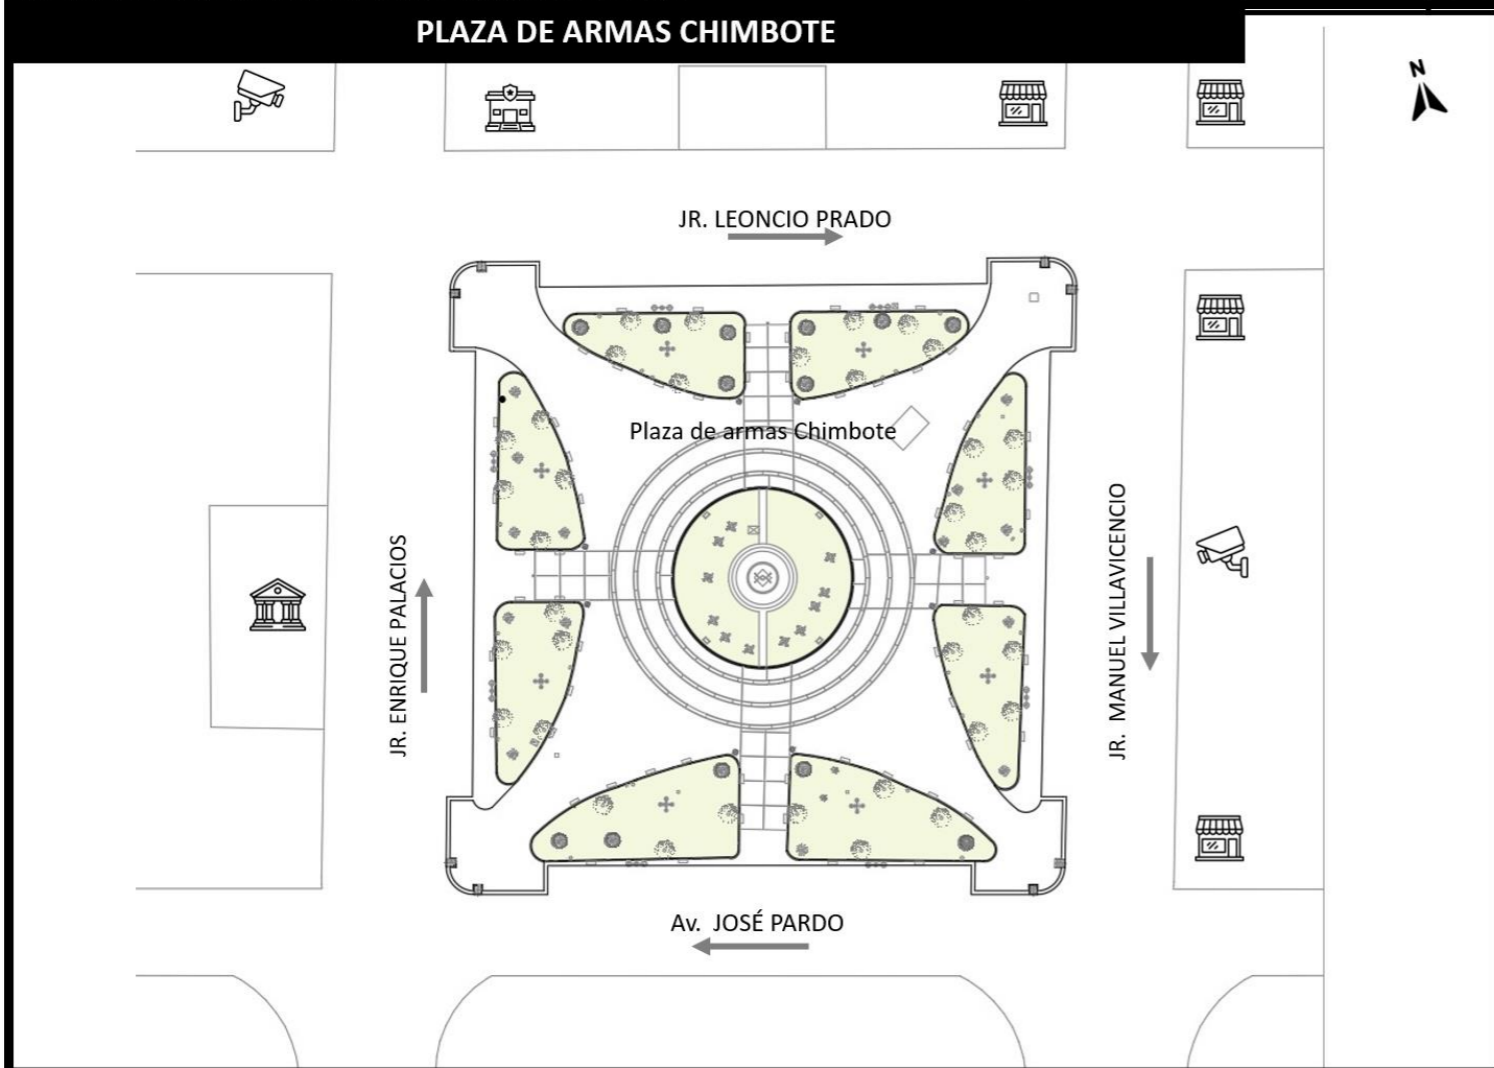 PLAZA DE ARMAS CHIMBOTE
N
JR. LEONCIO PRADO
Plaza de armas Chimbote
JR. ENRIQUE PALACIOS
JR. MANUEL VILLAVICENCIO
Av. JOSÉ PARDO